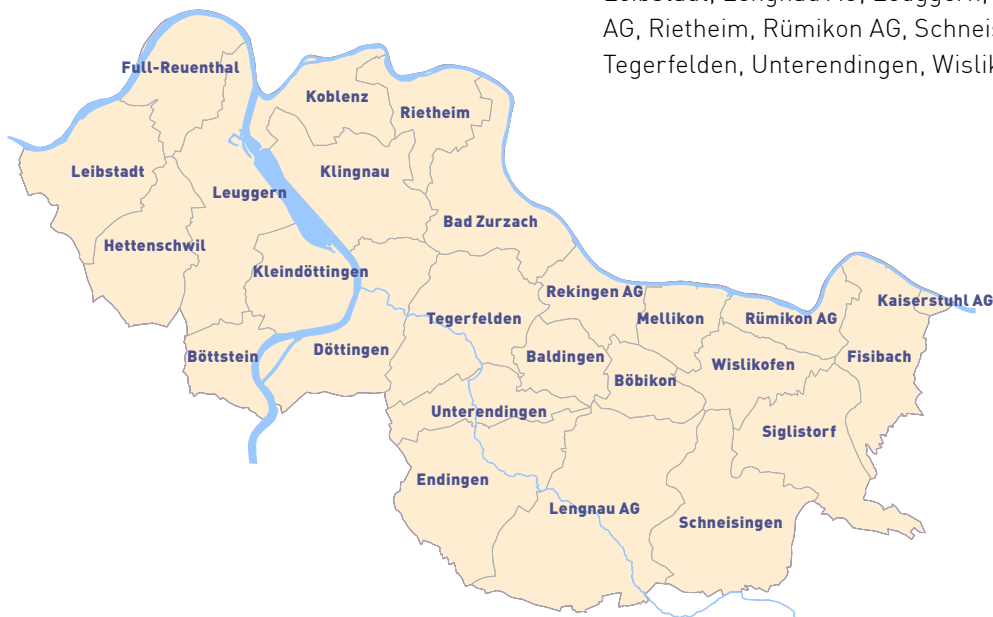 AG, Rietheim, Rümikon AG,
Tegerfelden, Unterendingen,
Full-Reuenthal
Koblenz
Rietheim
Leibstadt
Klingnau
Leuggern
Bad Zurzach
Hettenschwil
Kleindöttingen
Rekingen AG
Kaiserstuhl AG
Tegerfelden
Mellikon
Rümikon AG
Döttingen
Böttstein
Baldingen
Wislikofen
Fisibach
Böbikon
Unterendingen
Siglistorf
Endingen
Lengnau AG
Schneisingen